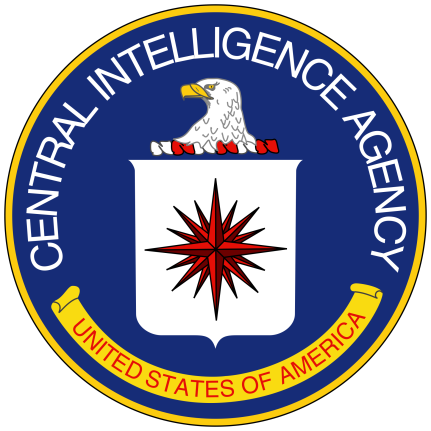 CENTRAL INTELLIGENCE AGENCY
UNITED STATES OF AMERICA